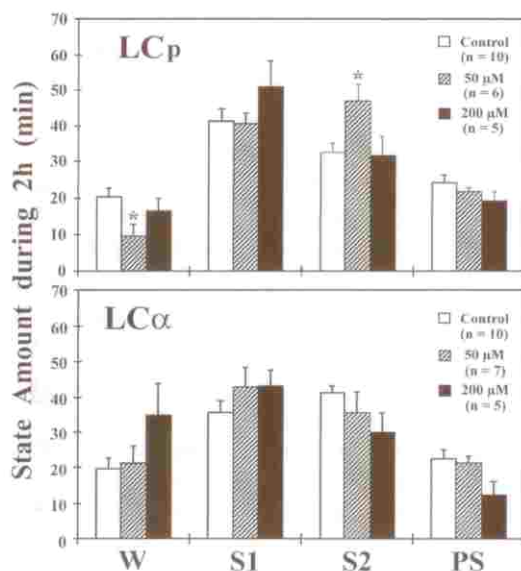 State Amount during 2h (min)
LCp
70
60
50
40
30
20
10
0
Control
(n = 10)
50 µM
(n = 6)
200 µM
(n = 5)
*
*
LCα
70
60
50
40
30
20
10
0
Control
(n = 10)
50 µM
(n = 7)
200 µM
(n = 5)
W S1 S2 PS